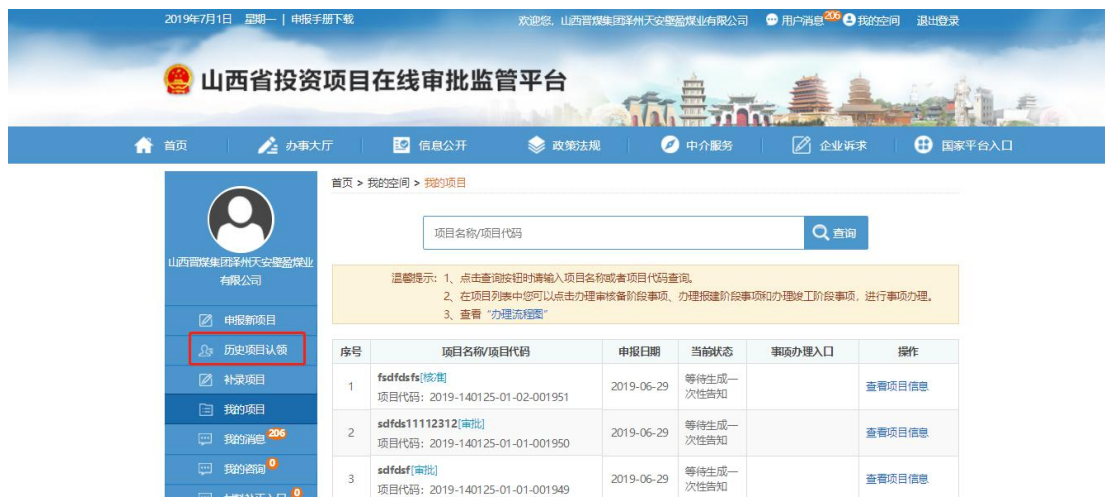 2019年7月1日 星期一 | 申报手册下载
欢迎您，山西晋煤集团泽州天安壁盈煤业有限公司 用户消息206 我的空间 退出登录
山西省投资项目在线审批监管平台
首页 办事大厅 信息公开 政策法规 中介服务 企业诉求 国家平台入口
首页 > 我的空间 > 我的项目
项目名称/项目代码 查询
山西晋煤集团泽州天安壁盈煤业
有限公司
温馨提示：1、点击查询按钮时请输入项目名称或者项目代码查询。
2、在项目列表中您可以点击办理审核备阶段事项、办理报建阶段事项和办理竣工阶段事项，进行事项办理。
3、查看“办理流程图”
申报新项目
历史项目认领
补录项目
我的项目
我的消息 206
我的咨询 0
序号 项目名称/项目代码 申报日期 当前状态 事项办理入口 操作
1 fsdfdsfs[核准] 2019-06-29 等待生成一 查看项目信息
项目代码：2019-140125-01-02-001951 次性告知
2 sdfds11112312[审批] 2019-06-29 等待生成一 查看项目信息
项目代码：2019-140125-01-01-001950 次性告知
3 sdfdsf[审批] 2019-06-29 等待生成一 查看项目信息
项目代码：2019-140125-01-01-001949 次性告知
0